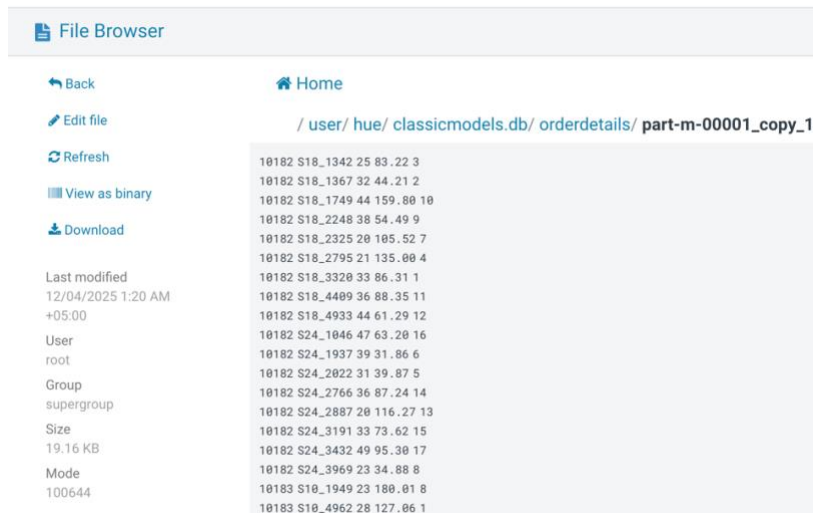 File Browser
Back
Edit file
Refresh
View as binary
Download
Last modified
12/04/2025 1:20 AM
+05:00
User
root
Group
supergroup
Size
19.16 KB
Mode
100644
Home
/ user/ hue/ classicmodels.db/ orderdetails/ part-m-00001_copy_1
10182 S18_1342 25 83.22 3
10182 S18_1367 32 44.21 2
10182 S18_1749 44 159.80 10
10182 S18_2248 38 54.49 9
10182 S18_2325 20 105.52 7
10182 S18_2795 21 135.00 4
10182 S18_3320 33 86.31 1
10182 S18_4409 36 88.35 11
10182 S18_4933 44 61.29 12
10182 S24_1046 47 63.20 16
10182 S24_1937 39 31.86 6
10182 S24_2022 31 39.87 5
10182 S24_2766 36 87.24 14
10182 S24_2887 20 116.27 13
10182 S24_3191 33 73.62 15
10182 S24_3432 49 95.30 17
10182 S24_3969 23 34.88 8
10183 S10_1949 23 180.01 8
10183 S10_4962 28 127.06 1